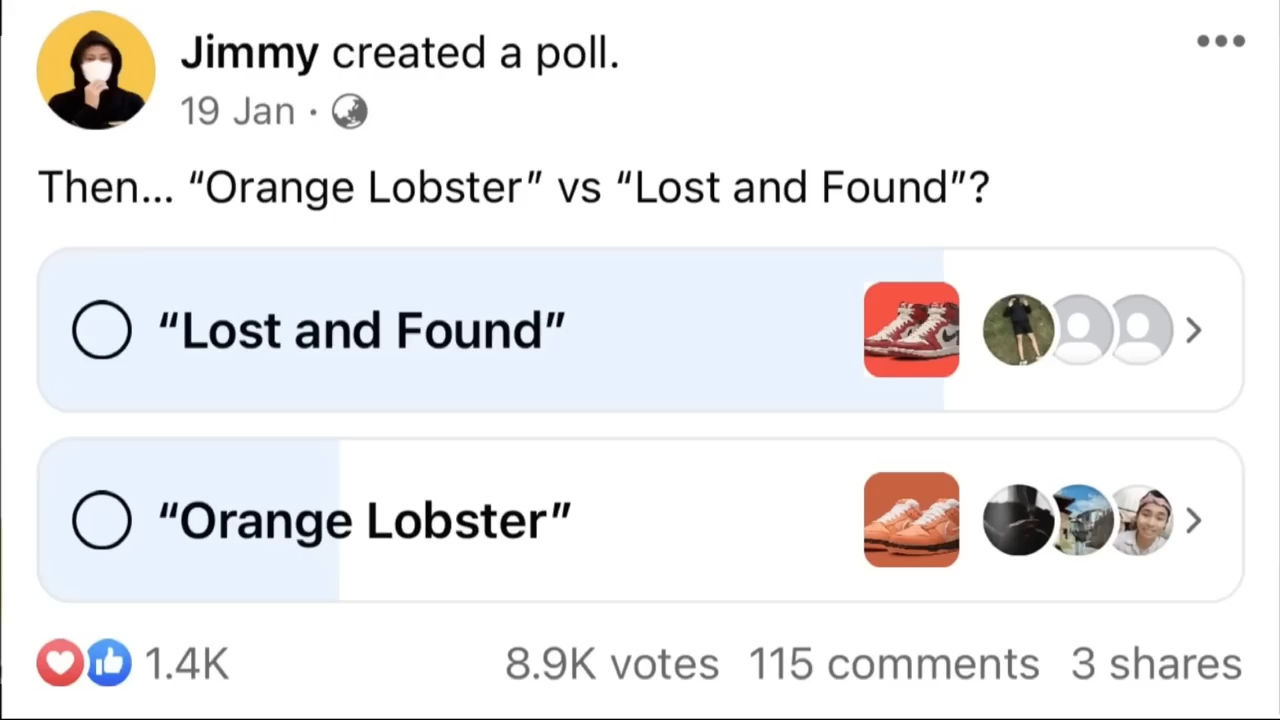 Jimmy created a poll.
19 Jan ·
Then... “Orange Lobster” vs “Lost and Found”?
“Lost and Found”
“Orange Lobster”
1.4K 8.9K votes 115 comments 3 shares